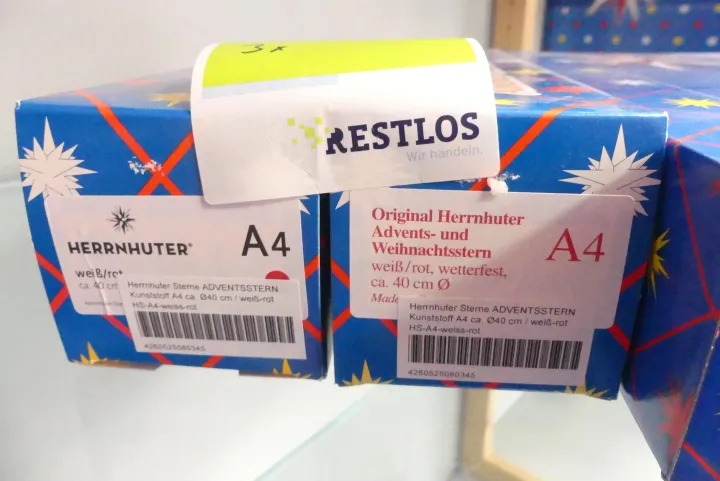 RESTLOS
Wir handeln.
HERRNHUTER
A4
weiß/rot
ca. 40 cm
Herrnhuter Sterne ADVENTSSTERN
Kunststoff A4 ca. Ø40 cm / weiß-rot
HS-A4-weiss-rot
4260525080345
Original Herrnhuter
Advents- und
Weihnachtsstern
A4
weiß/rot, wetterfest,
ca. 40 cm Ø
Made
Herrnhuter Sterne ADVENTSSTERN
Kunststoff A4 ca. Ø40 cm / weiß-rot
HS-A4-weiss-rot
4260525080345